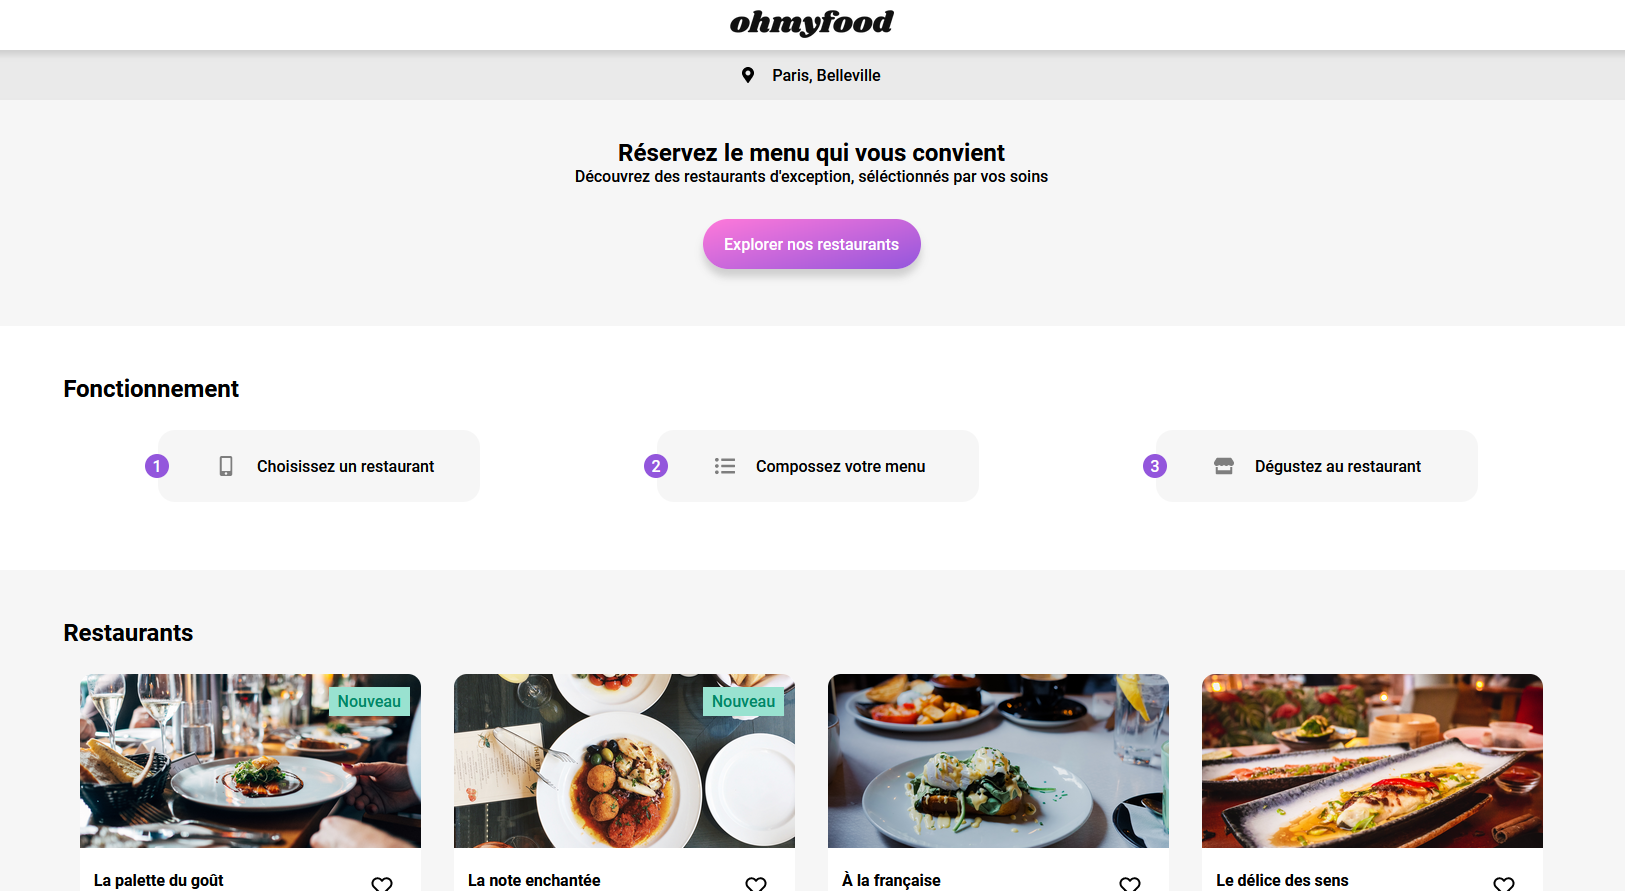 ohmyfood
Paris, Belleville
Réservez le menu qui vous convient
Découvrez des restaurants d'exception, séléctionnés par vos soins
Explorer nos restaurants
Fonctionnement
1 Choisissez un restaurant
2 Compossez votre menu
3 Dégustez au restaurant
Restaurants
Nouveau
Nouveau
La palette du goût
La note enchantée
À la française
Le délice des sens